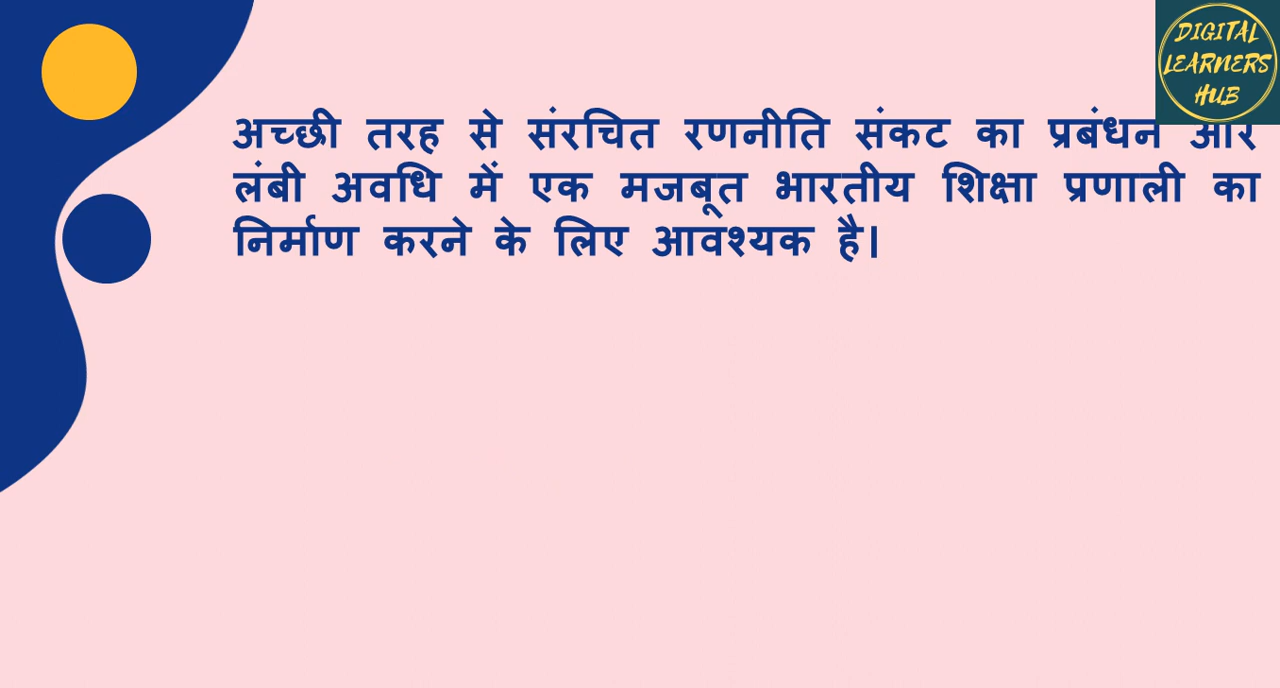 DIGITAL
LEARNERS
HUB
अच्छी तरह से संरचित रणनीति संकट का प्रबंधन और
लंबी अवधि में एक मजबूत भारतीय शिक्षा प्रणाली का
निर्माण करने के लिए आवश्यक है।